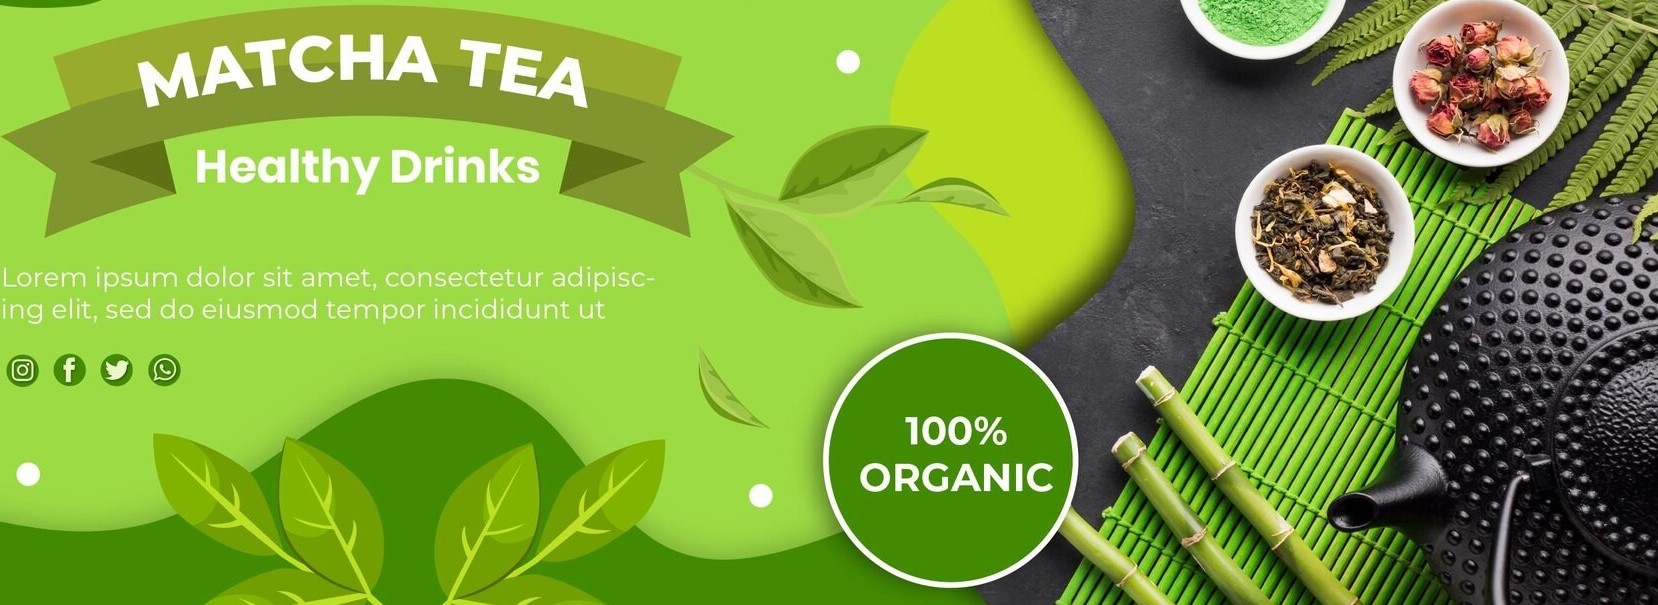 MATCHA TEA
Healthy Drinks
Lorem ipsum dolor sit amet, consectetur adipisc-
ing elit, sed do eiusmod tempor incididunt ut
100%
ORGANIC